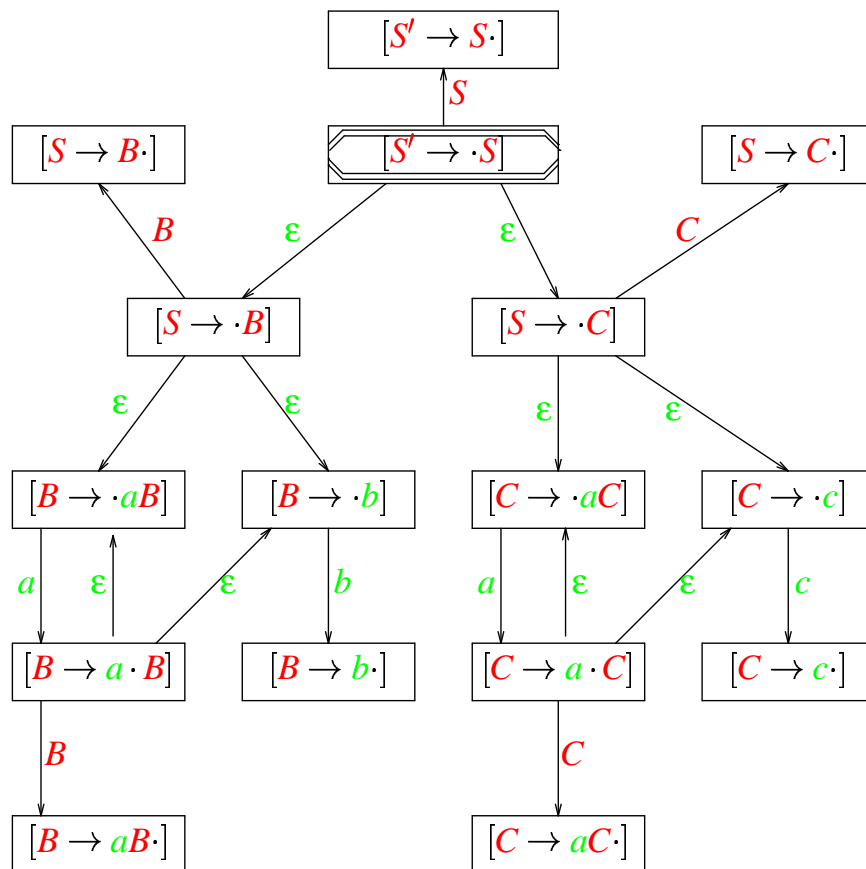 [S′ → S·]
S
[S → B·] [S′ → ·S] [S → C·]
B ε ε C
[S → ·B] [S → ·C]
ε ε ε ε
[B → ·aB] [B → ·b] [C → ·aC] [C → ·c]
a ε ε b a ε ε c
[B → a · B] [B → b·] [C → a · C] [C → c·]
B C
[B → aB·] [C → aC·]